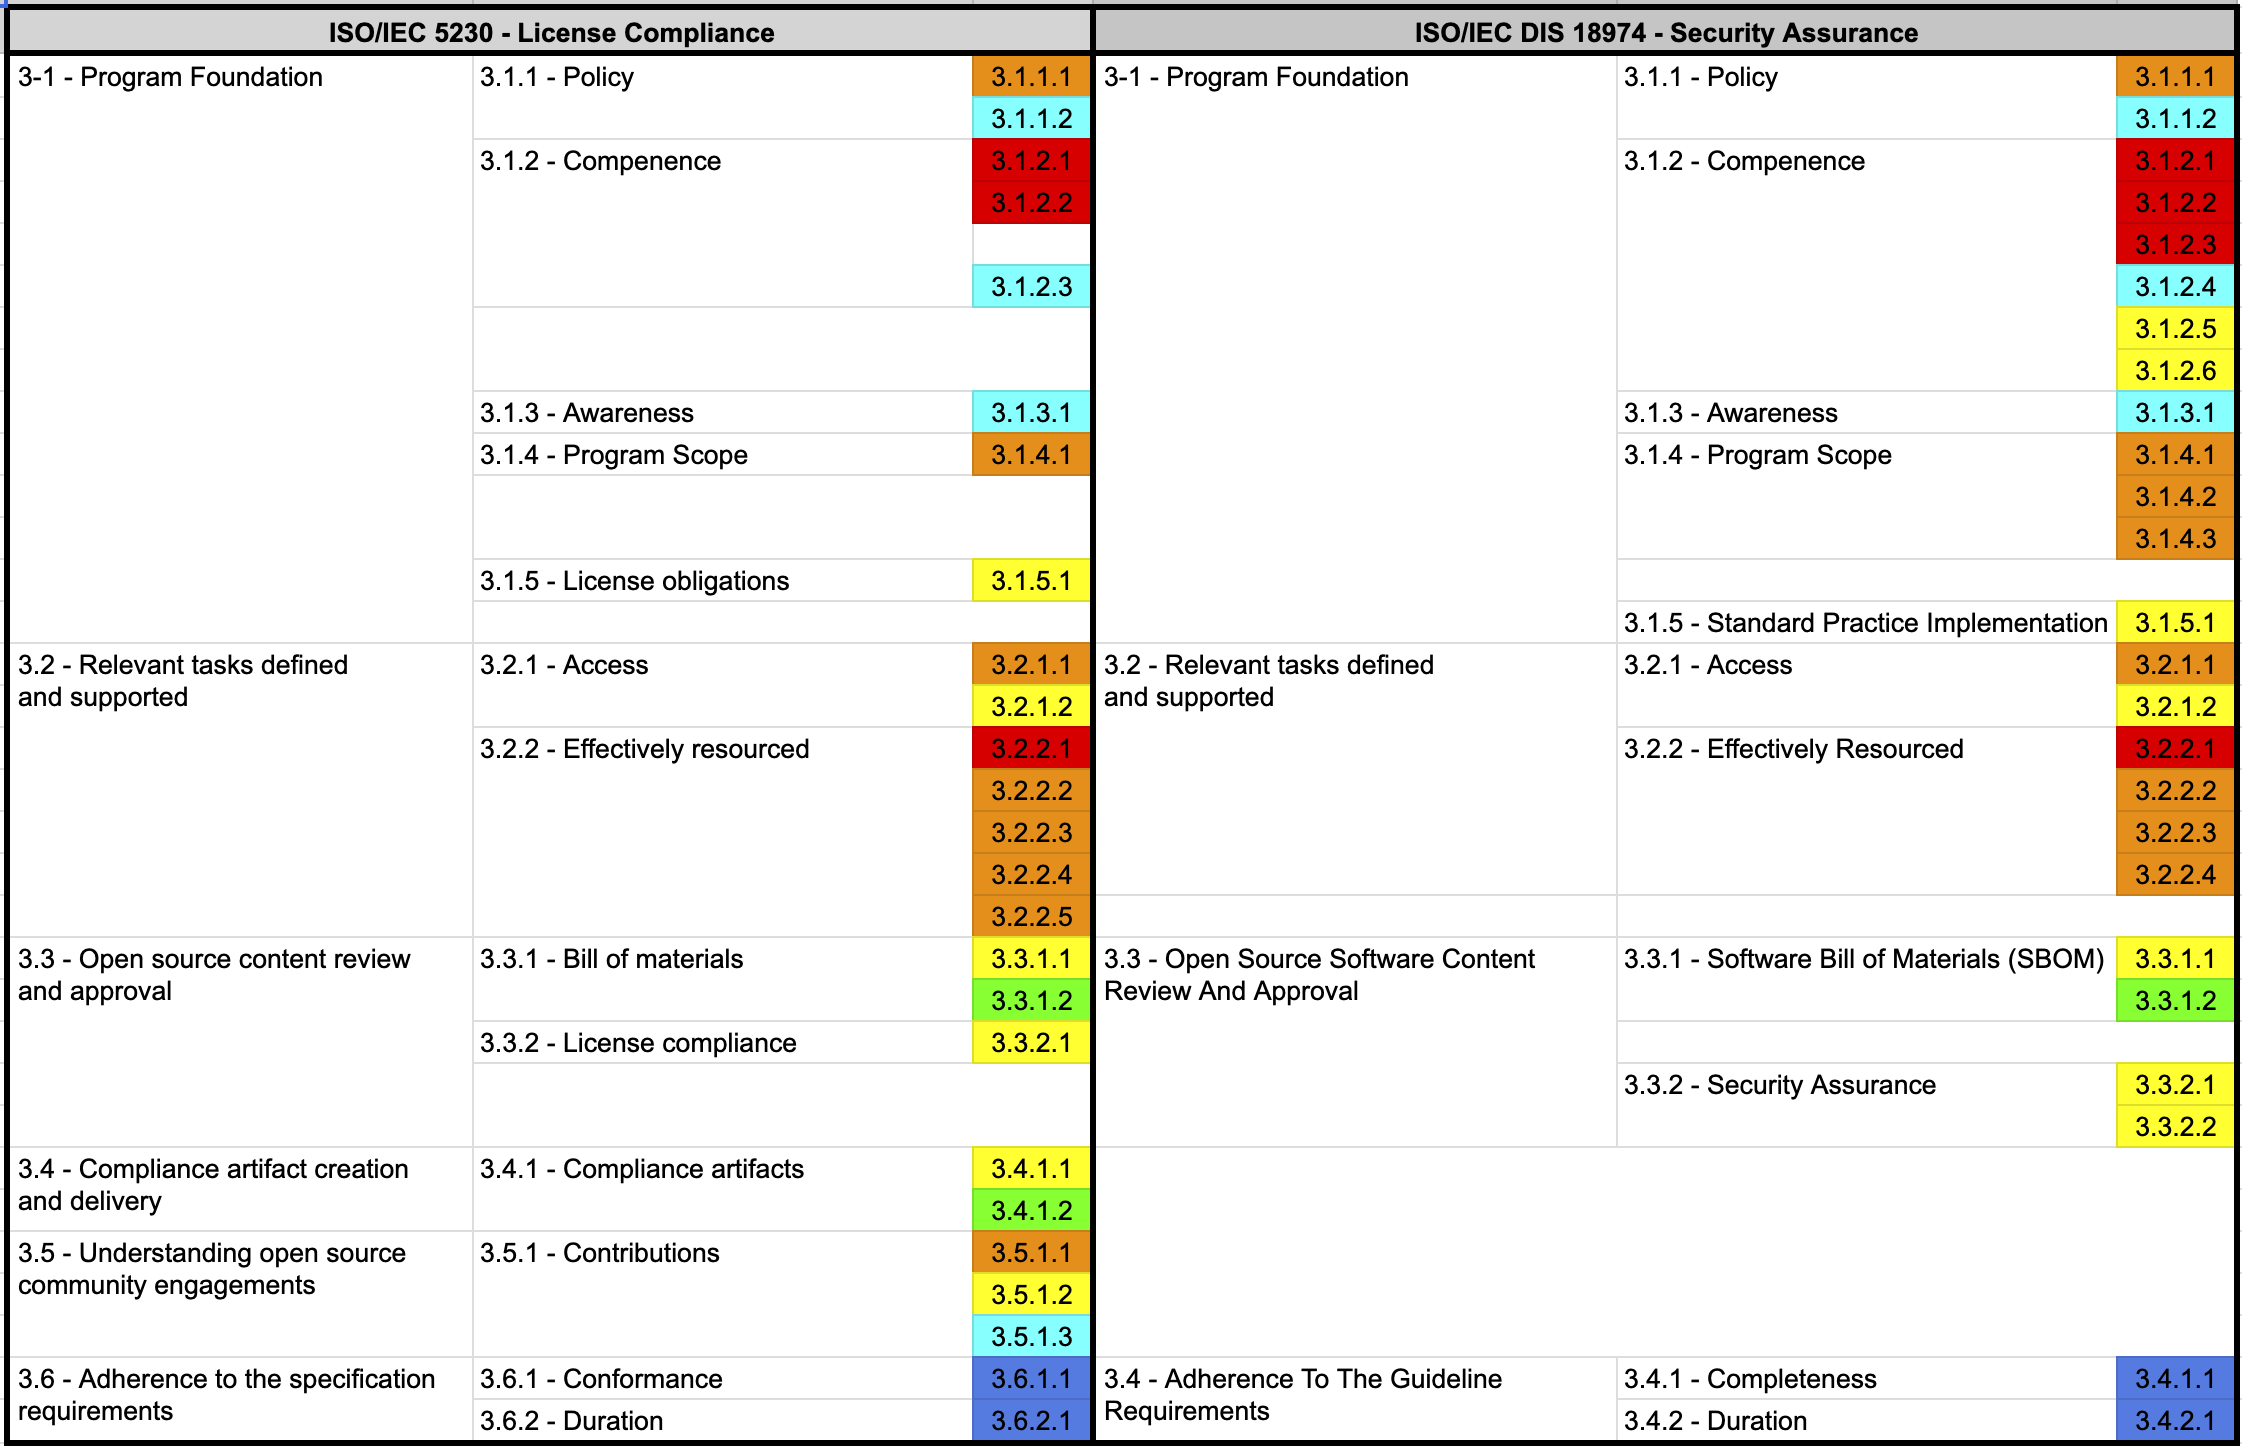 ISO/IEC 5230 - License Compliance ISO/IEC DIS 18974 - Security Assurance
3-1 - Program Foundation 3.1.1 - Policy 3.1.1.1 3-1 - Program Foundation 3.1.1 - Policy 3.1.1.1
3.1.1.2 3.1.1.2
3.1.2 - Compenence 3.1.2.1 3.1.2 - Compenence 3.1.2.1
3.1.2.2 3.1.2.2
3.1.2.3
3.1.2.3 3.1.2.4
3.1.2.5
3.1.2.6
3.1.3 - Awareness 3.1.3.1 3.1.3 - Awareness 3.1.3.1
3.1.4 - Program Scope 3.1.4.1 3.1.4 - Program Scope 3.1.4.1
3.1.4.2
3.1.4.3
3.1.5 - License obligations 3.1.5.1
3.1.5 - Standard Practice Implementation 3.1.5.1
3.2 - Relevant tasks defined 3.2.1 - Access 3.2.1.1 3.2 - Relevant tasks defined 3.2.1 - Access 3.2.1.1
and supported 3.2.1.2 and supported 3.2.1.2
3.2.2 - Effectively resourced 3.2.2.1 3.2.2 - Effectively Resourced 3.2.2.1
3.2.2.2 3.2.2.2
3.2.2.3 3.2.2.3
3.2.2.4 3.2.2.4
3.2.2.5
3.3 - Open source content review 3.3.1 - Bill of materials 3.3.1.1 3.3 - Open Source Software Content 3.3.1 - Software Bill of Materials (SBOM) 3.3.1.1
and approval 3.3.1.2 Review And Approval 3.3.1.2
3.3.2 - License compliance 3.3.2.1
3.3.2 - Security Assurance 3.3.2.1
3.3.2.2
3.4 - Compliance artifact creation 3.4.1 - Compliance artifacts 3.4.1.1
and delivery 3.4.1.2
3.5 - Understanding open source 3.5.1 - Contributions 3.5.1.1
community engagements 3.5.1.2
3.5.1.3
3.6 - Adherence to the specification 3.6.1 - Conformance 3.6.1.1 3.4 - Adherence To The Guideline 3.4.1 - Completeness 3.4.1.1
requirements 3.6.2 - Duration 3.6.2.1 Requirements 3.4.2 - Duration 3.4.2.1